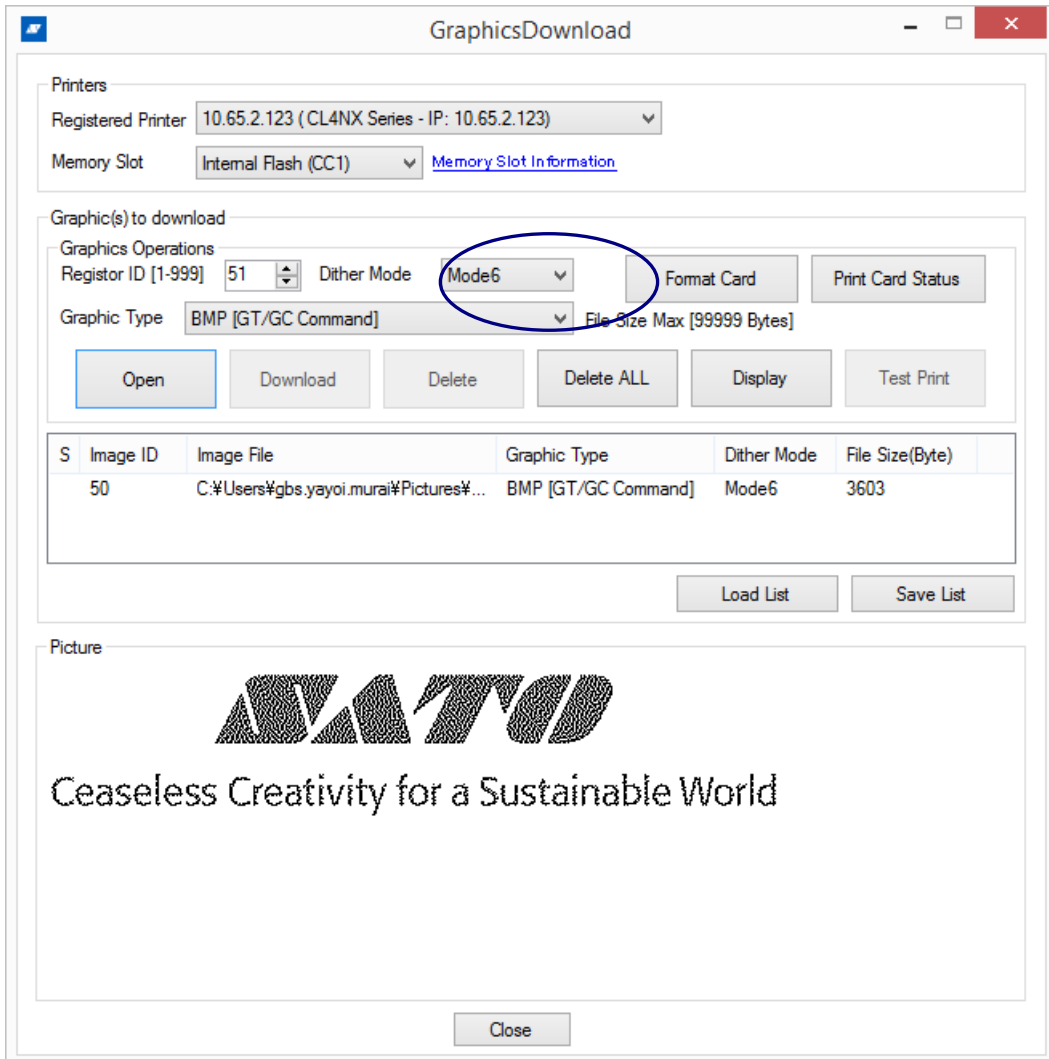 GraphicsDownload
Printers
Registered Printer 10.65.2.123 ( CL4NX Series - IP: 10.65.2.123)
Memory Slot Internal Flash (CC1) Memory Slot Information
Graphic(s) to download
Graphics Operations
Registor ID [1-999] 51 Dither Mode Mode6 Format Card Print Card Status
Graphic Type BMP [GT/GC Command] File Size Max [99999 Bytes]
Open Download Delete Delete ALL Display Test Print
S Image ID Image File Graphic Type Dither Mode File Size(Byte)
50 C:¥Users¥gbs.yayoi.murai¥Pictures¥... BMP [GT/GC Command] Mode6 3603
Load List Save List
Picture
SATO
Ceaseless Creativity for a Sustainable World
Close